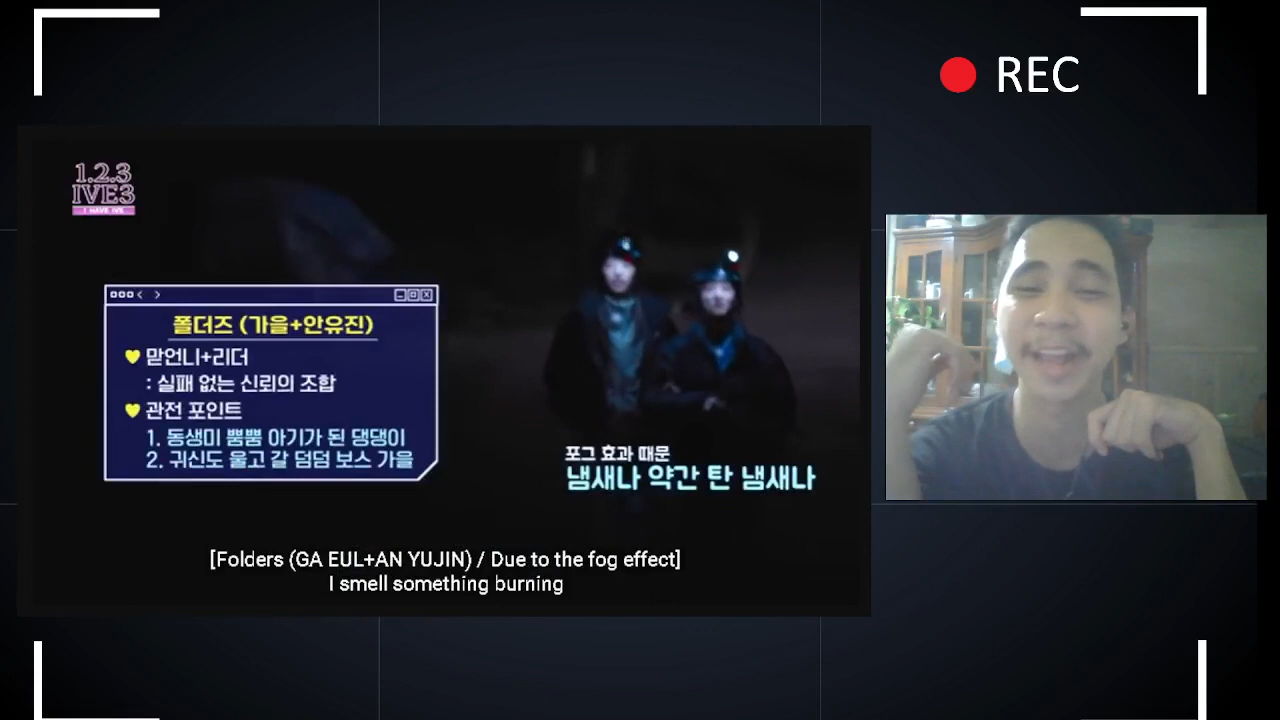 REC
1.2.3
IVE3
I HAVE IVE
폴더즈 (가을+안유진)
맏언니+리더
: 실패 없는 신뢰의 조합
관전 포인트
1. 동생미 뿜뿜 아기가 된 댕댕이
2. 귀신도 울고 갈 덤덤 보스 가을
포그 효과 때문
냄새나 약간 탄 냄새나
[Folders (GA EUL+AN YUJIN) / Due to the fog effect]
I smell something burning